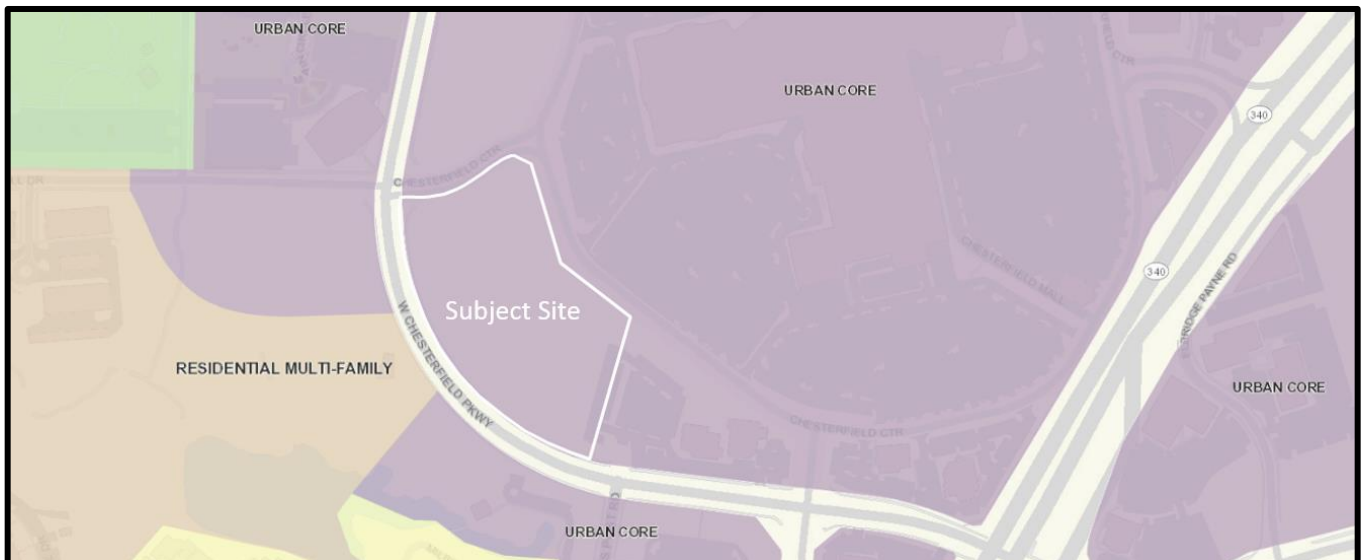 URBAN CORE
URBAN CORE
340
CHESTERFIELD CTR
340
CHESTERFIELD MALL
Subject Site
W CHESTERFIELD PKWY
RESIDENTIAL MULTI-FAMILY
URBAN CORE
CHESTERFIELD CTR
URBAN CORE